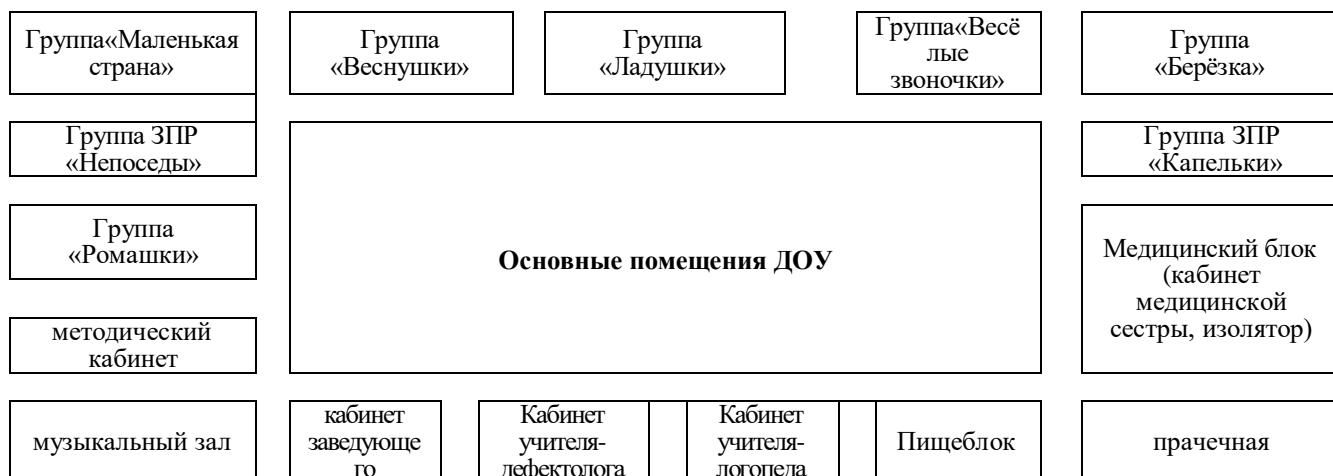 Группа«Маленькая
страна»
Группа
«Веснушки»
Группа
«Ладушки»
Группа«Весё
лые
звоночки»
Группа
«Берёзка»
Группа ЗПР
«Непоседы»
Группа ЗПР
«Капельки»
Группа
«Ромашки»
Основные помещения ДОУ
Медицинский блок
(кабинет
медицинской
сестры, изолятор)
методический
кабинет
музыкальный зал
кабинет
заведующе
го
Кабинет
учителя-
дефектолога
Кабинет
учителя-
логопеда
Пищеблок
прачечная